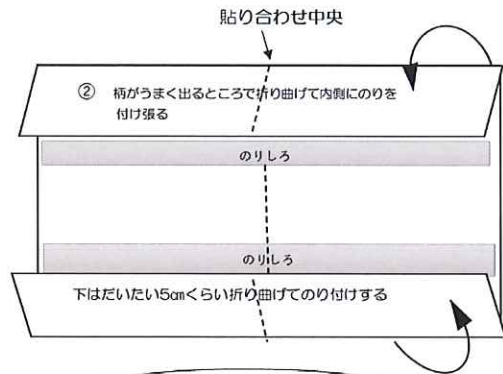 貼り合わせ中央
② 柄がうまく出るところで折り曲げて内側にのりを
付け張る
のりしろ
のりしろ
下はだいたい5cmくらい折り曲げてのり付けする